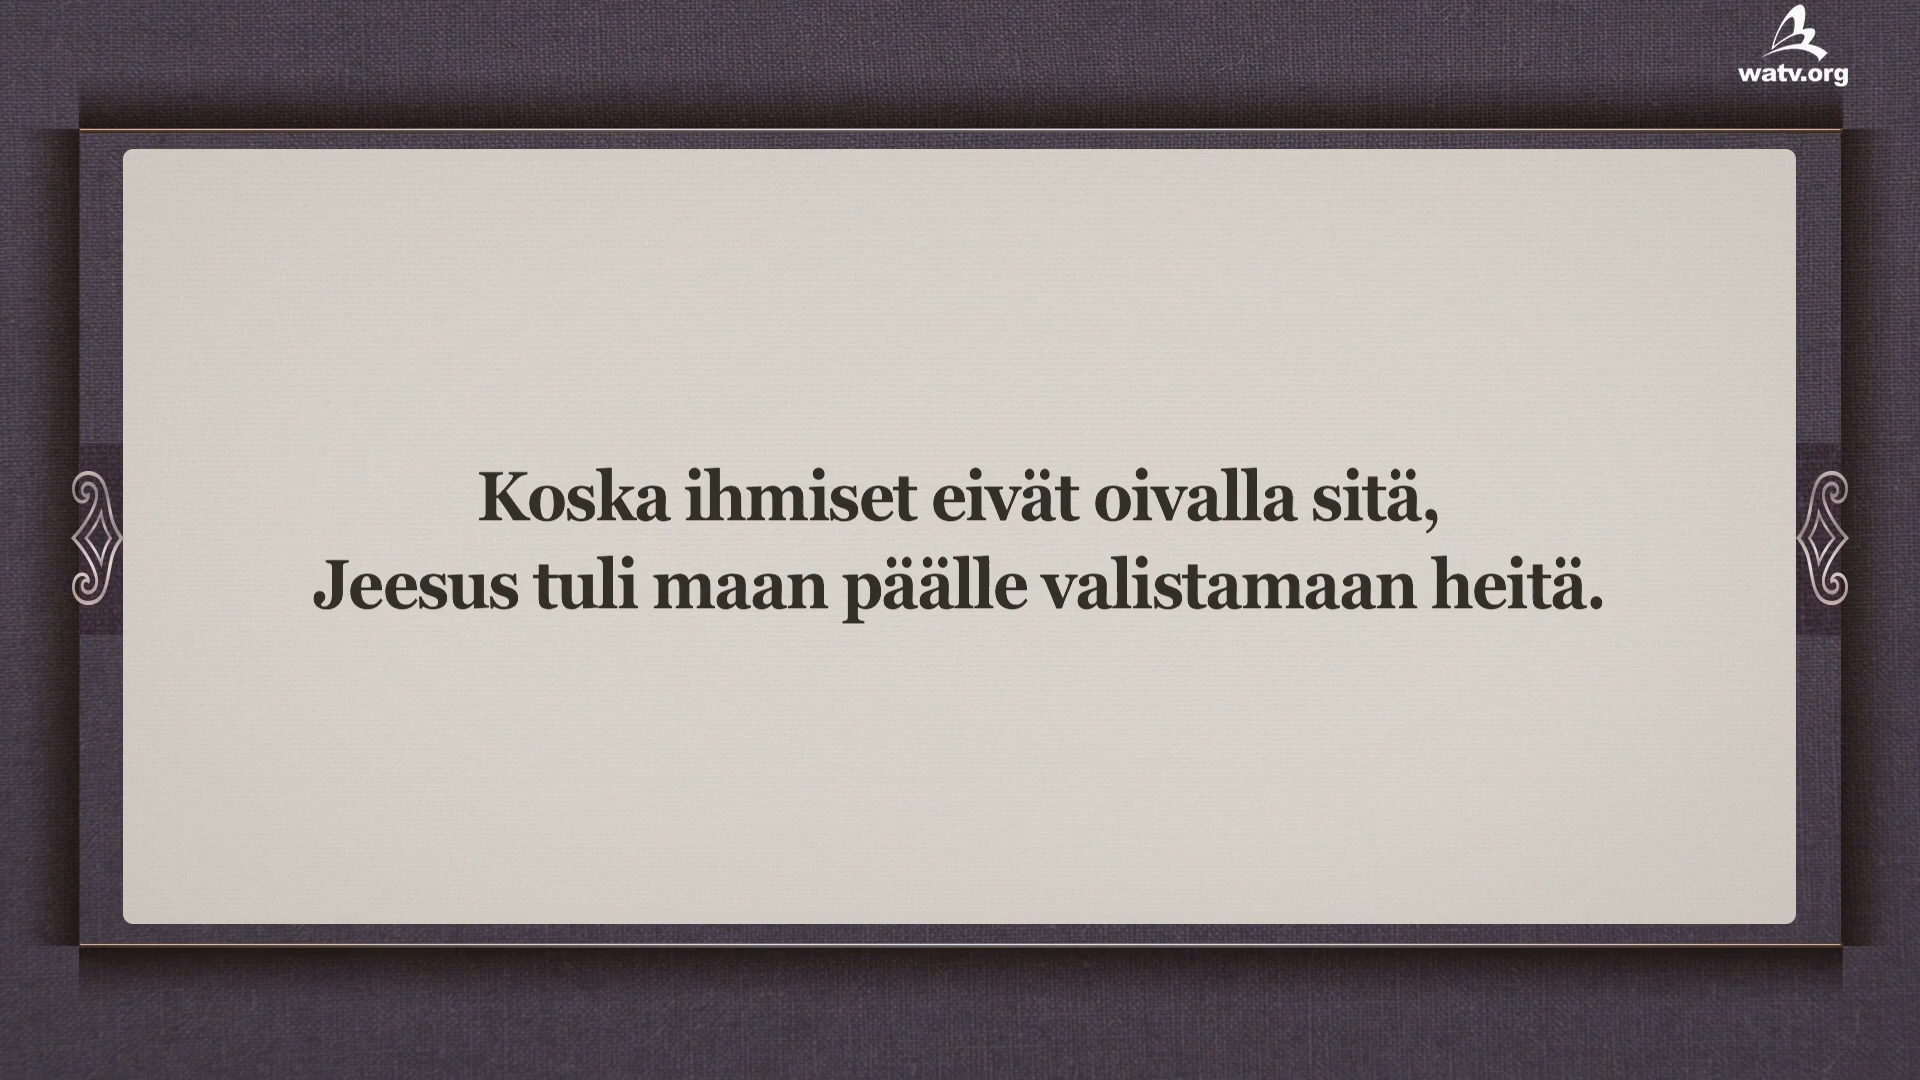 watv.org
Koska ihmiset eivät oivalla sitä,
Jeesus tuli maan päälle valistamaan heitä.